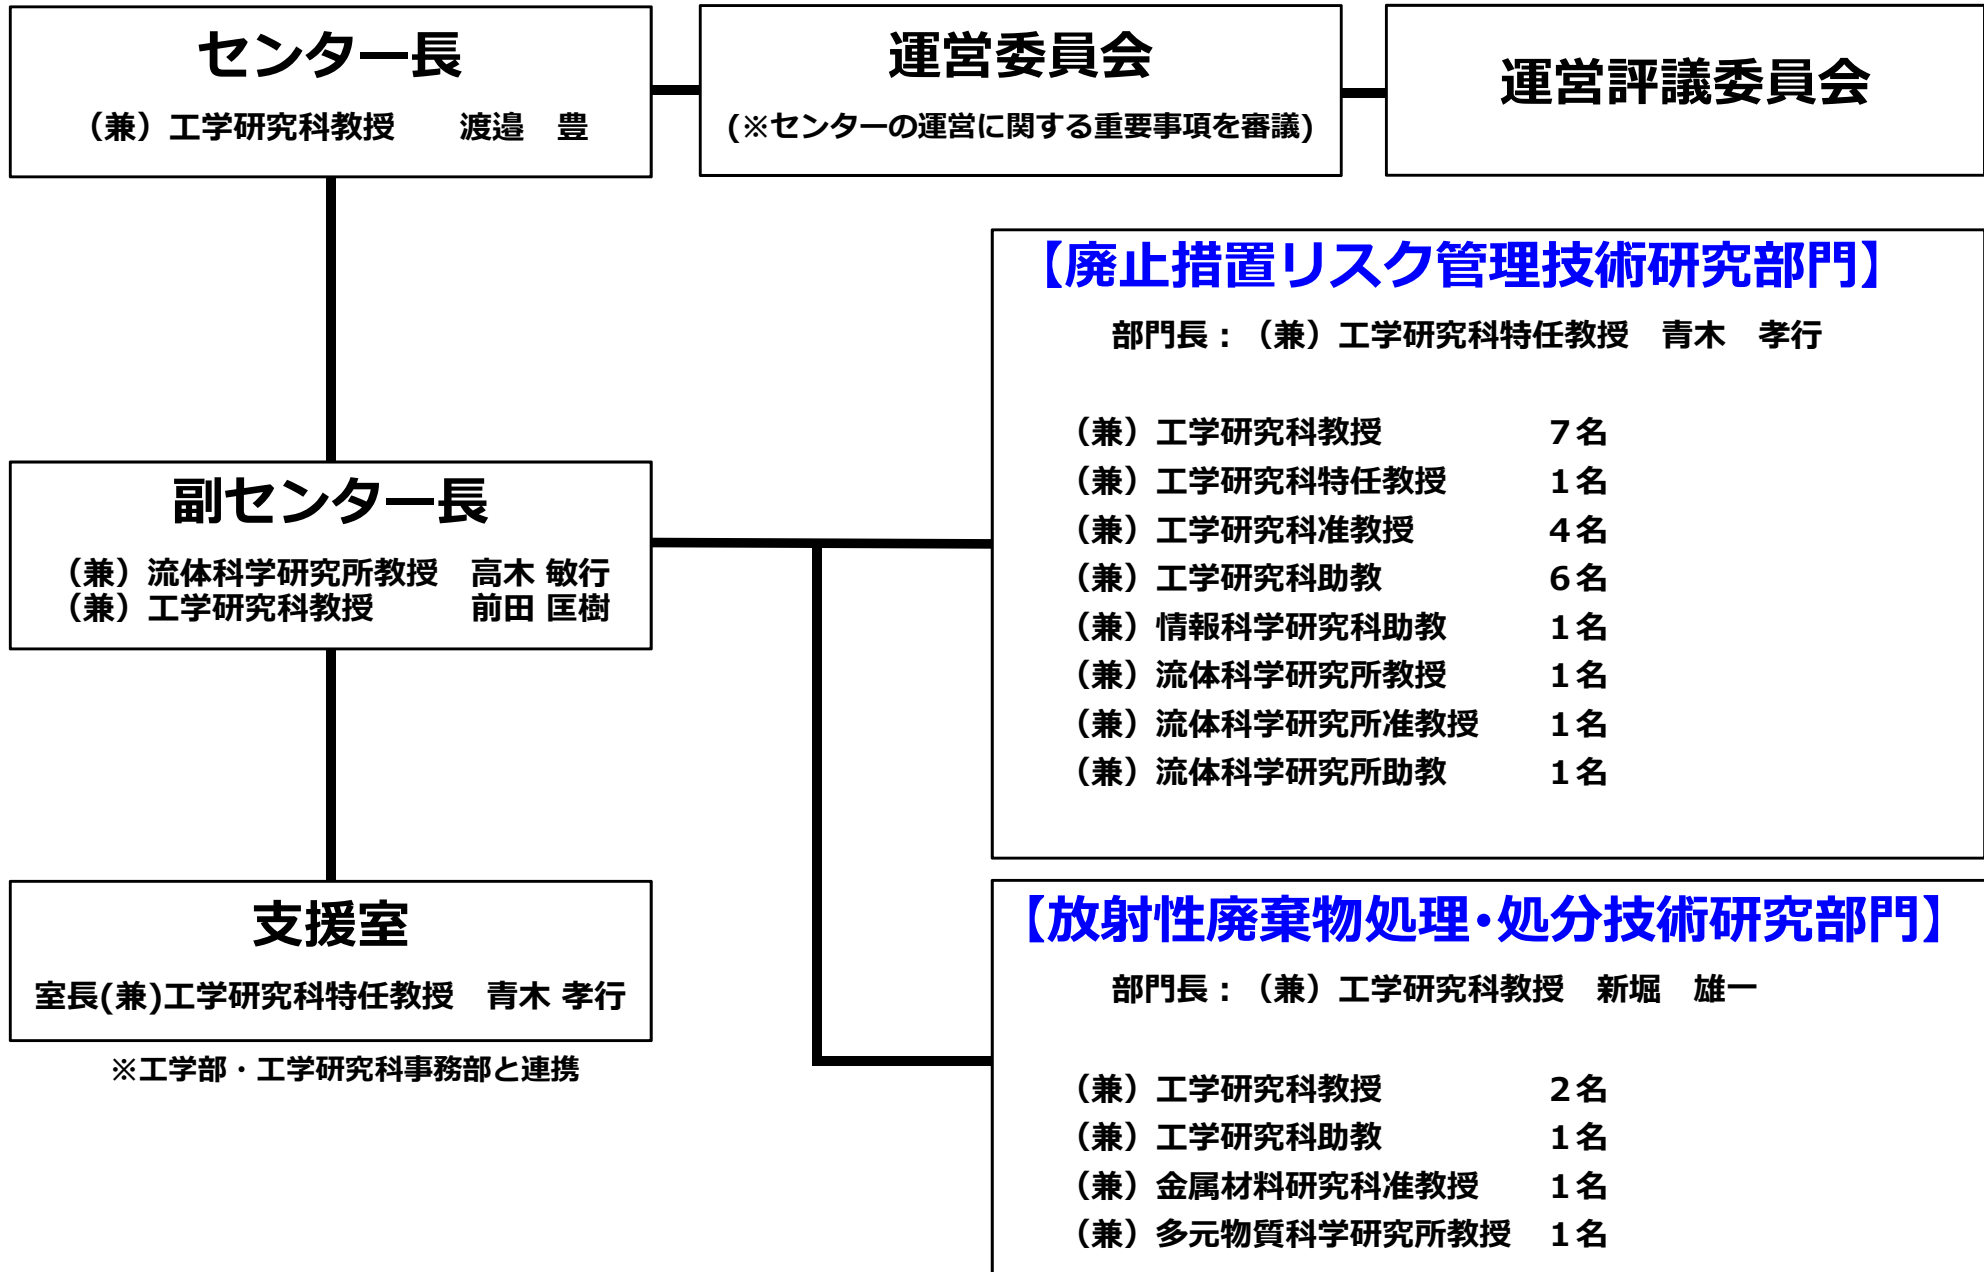 センター長
（兼）工学研究科教授　　渡邉　豊
運営委員会
(※センターの運営に関する重要事項を審議)
運営評議委員会
副センター長
（兼）流体科学研究所教授　高木 敏行
（兼）工学研究科教授　　　前田 匡樹
支援室
室長(兼)工学研究科特任教授　青木 孝行
※工学部・工学研究科事務部と連携
【廃止措置リスク管理技術研究部門】
部門長：（兼）工学研究科特任教授　青木　孝行
（兼）工学研究科教授　　　　　７名
（兼）工学研究科特任教授　　　１名
（兼）工学研究科准教授　　　　４名
（兼）工学研究科助教　　　　　６名
（兼）情報科学研究科助教　　　１名
（兼）流体科学研究所教授　　　１名
（兼）流体科学研究所准教授　　１名
（兼）流体科学研究所助教　　　１名
【放射性廃棄物処理・処分技術研究部門】
部門長：（兼）工学研究科教授　新堀　雄一
（兼）工学研究科教授　　　　　２名
（兼）工学研究科助教　　　　　１名
（兼）金属材料研究科准教授　　１名
（兼）多元物質科学研究所教授　１名